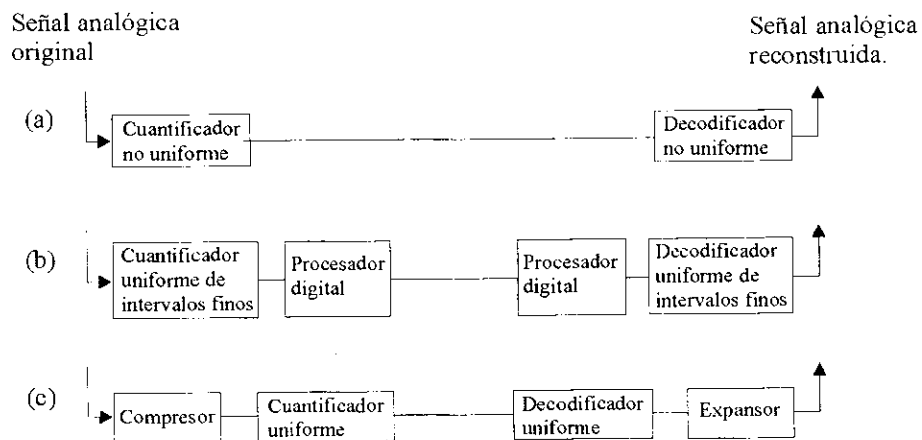 Señal analógica
original
Señal analógica
reconstruida.
(a)
Cuantificador
no uniforme
Decodificador
no uniforme
(b)
Cuantificador
uniforme de
intervalos finos
Procesador
digital
Procesador
digital
Decodificador
uniforme de
intervalos finos
(c)
Compresor
Cuantificador
uniforme
Decodificador
uniforme
Expansor